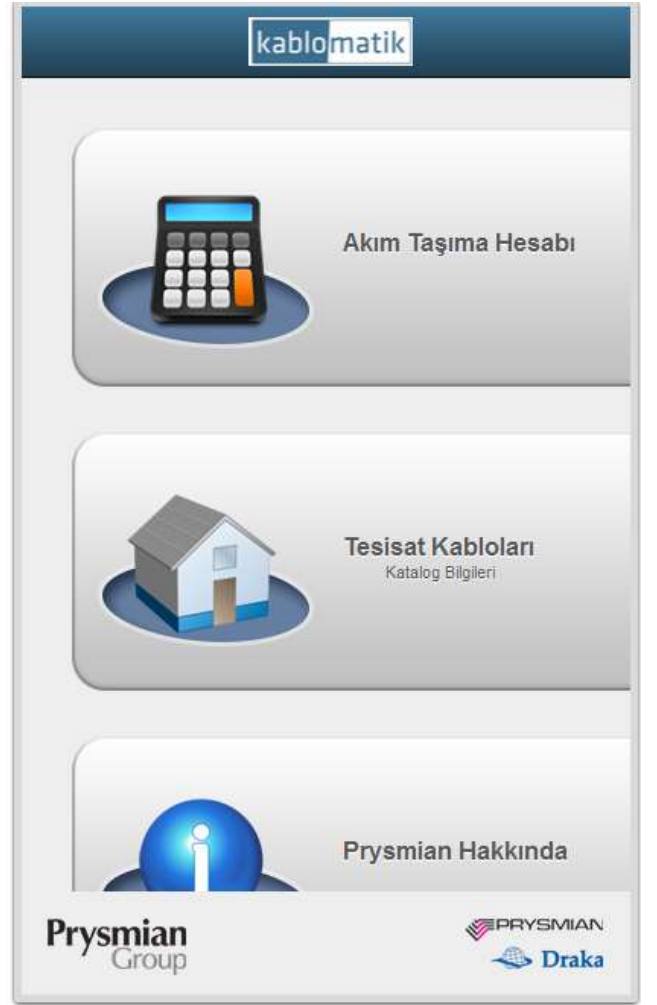 kablomatik
Akım Taşıma Hesabı
Tesisat Kabloları
Katalog Bilgileri
Prysmian Hakkında
Prysmian
Group
PRYSMIAN
Draka